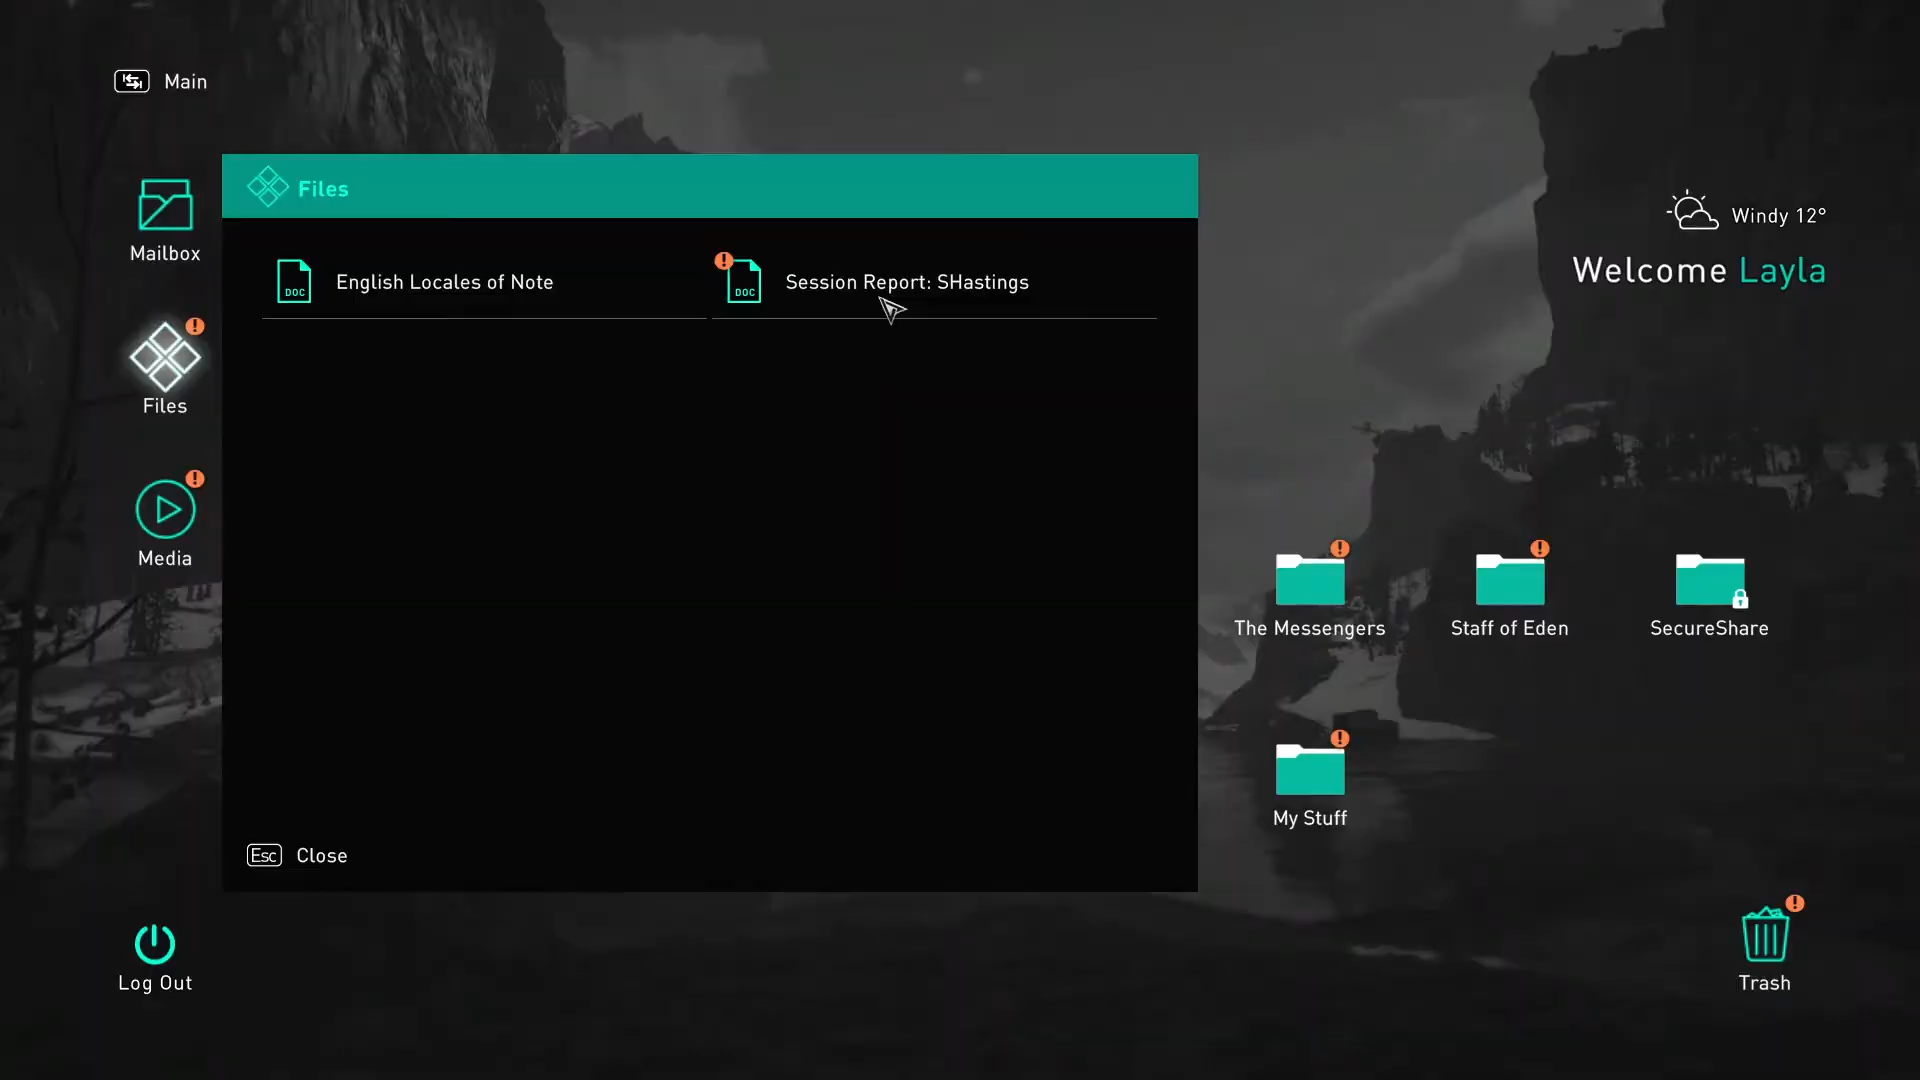 Main
Files
Mailbox
DOC English Locales of Note
! DOC Session Report: SHastings
Windy 12°
Welcome Layla
! Files
! Media
! The Messengers
! Staff of Eden
SecureShare
! My Stuff
Esc Close
Log Out
! Trash